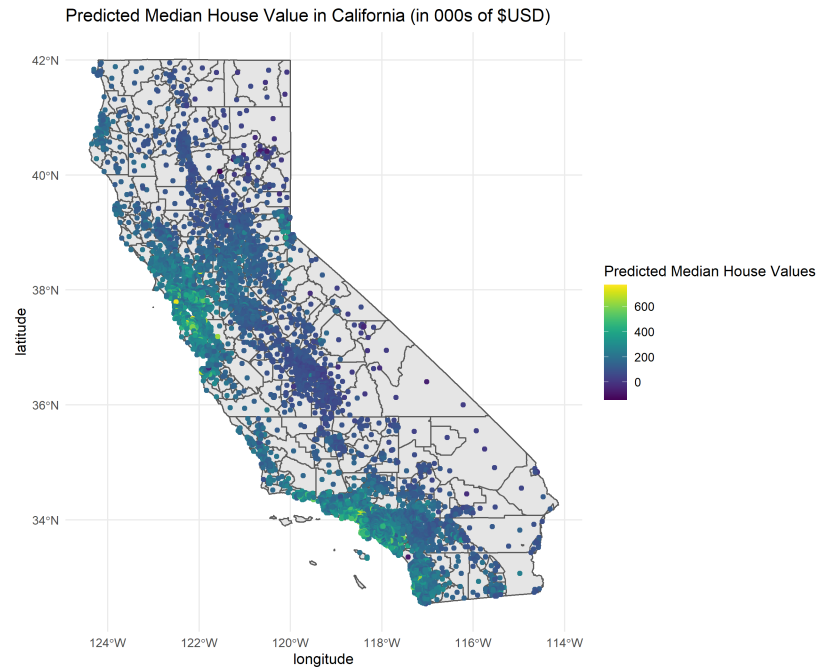 Predicted Median House Value in California (in 000s of $USD)
42°N
40°N
38°N
36°N
34°N
latitude
124°W
122°W
120°W
118°W
116°W
114°W
longitude
Predicted Median House Values
600
400
200
0